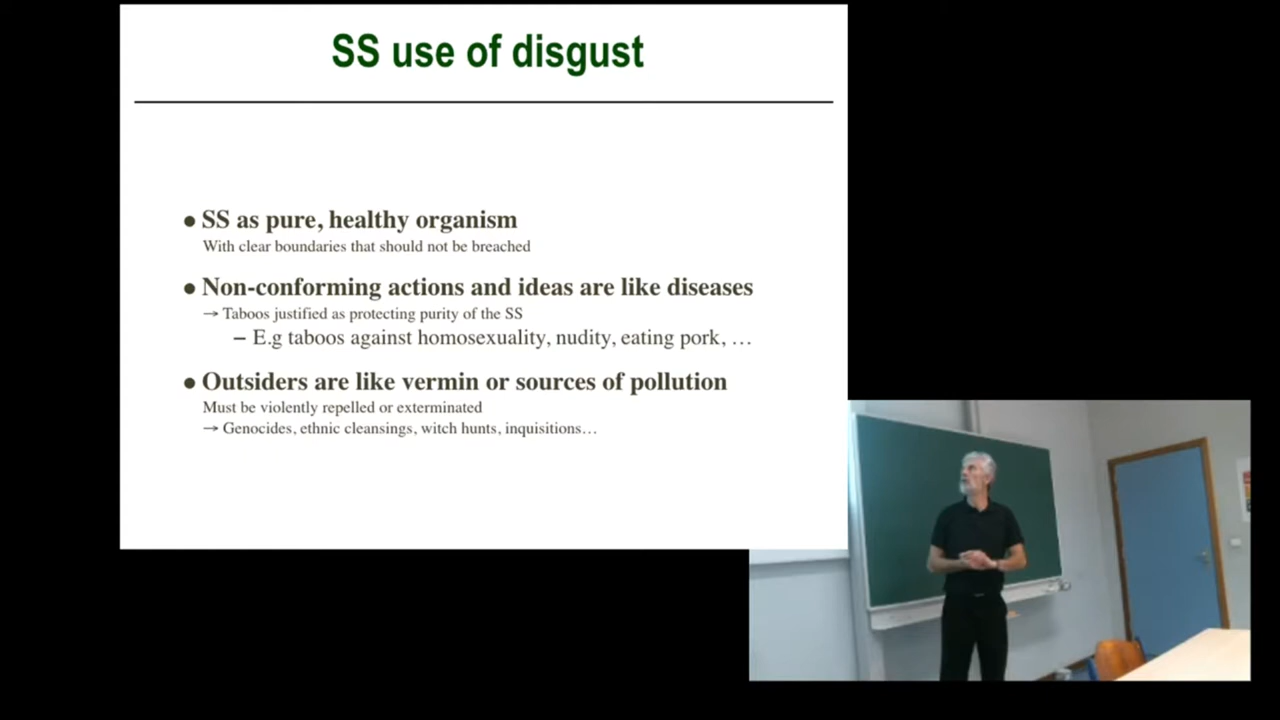 SS use of disgust
● SS as pure, healthy organism
With clear boundaries that should not be breached
● Non-conforming actions and ideas are like diseases
→ Taboos justified as protecting purity of the SS
– E.g taboos against homosexuality, nudity, eating pork, …
● Outsiders are like vermin or sources of pollution
Must be violently repelled or exterminated
→ Genocides, ethnic cleansings, witch hunts, inquisitions…